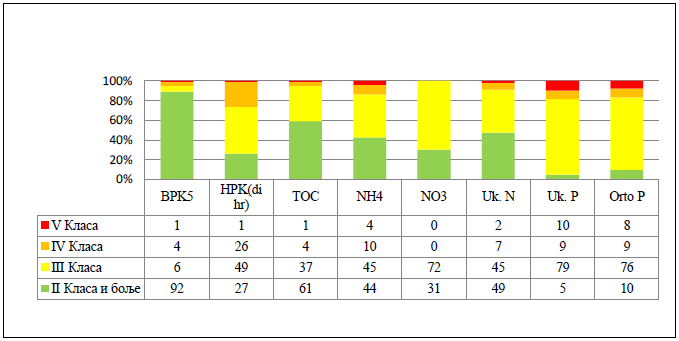 100%
80%
60%
40%
20%
0%
BPK5 HPK(di TOC NH4 NO3 Uk. N Uk. P Orto P
hr)
V Класа 1 1 1 4 0 2 10 8
IV Класа 4 26 4 10 0 7 9 9
III Класа 6 49 37 45 72 45 79 76
II Класа и боље 92 27 61 44 31 49 5 10